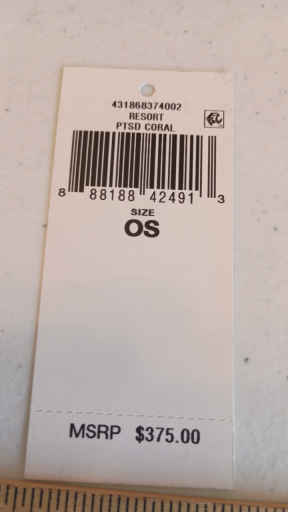 431868374002
RESORT
PTSD CORAL
8 88188 42491 3
SIZE
OS
MSRP $375.00